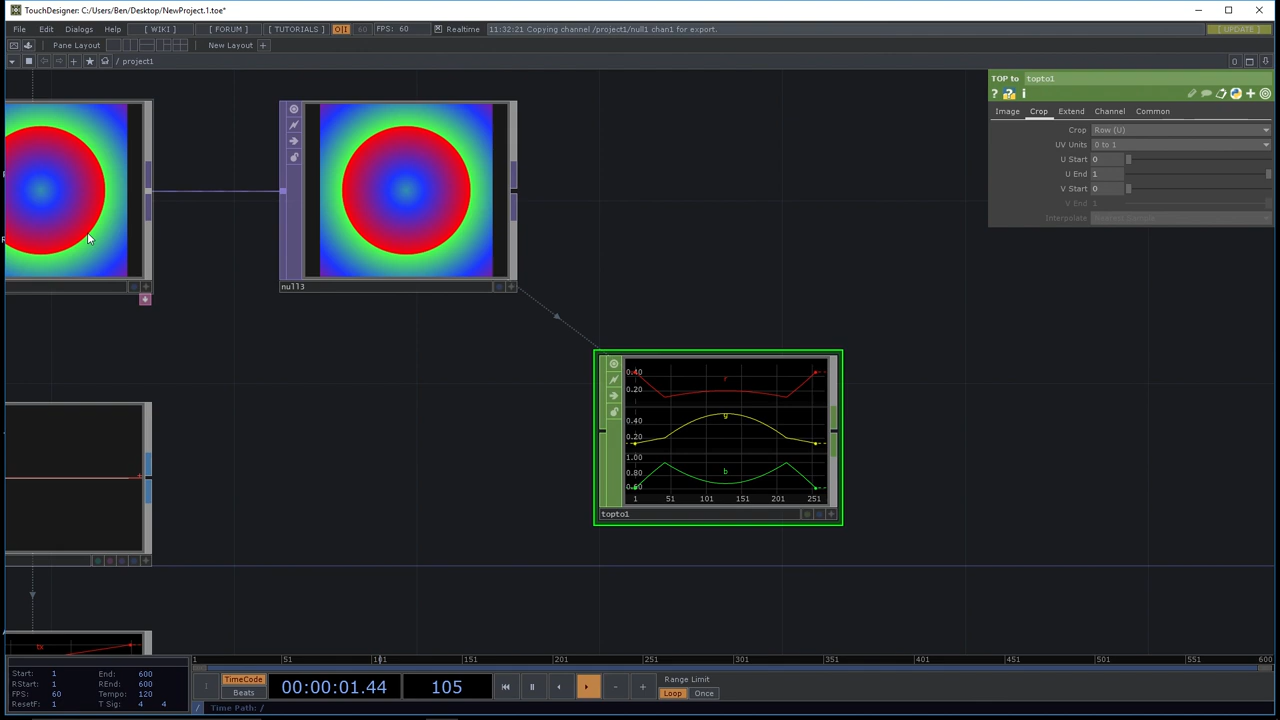 TouchDesigner: C:/Users/Ben/Desktop/NewProject.1.toe*
File Edit Dialogs Help [ WIKI ] [ FORUM ] [ TUTORIALS ] O|I 60 FPS: 60 Realtime 11:32:21 Copying channel /project1/null1 chan1 for export. [ UPDATE ]
Pane Layout New Layout +
/ project1 0
TOP to topto1
? i
Image Crop Extend Channel Common
Crop Row (U)
UV Units 0 to 1
U Start 0
U End 1
V Start 0
V End 1
Interpolate Nearest Sample
null3
0.40 r
0.20
0.40 g
0.20
1.00
0.80 b
0.60
1 51 101 151 201 251
topto1
tx
1 51 101 151 201 251 301 351 401 451 501 551 600
Start: 1 End: 600
RStart: 1 REnd: 600
FPS: 60 Tempo: 120
ResetF: 1 T Sig: 4 4
TimeCode
Beats
00:00:01.44 105
Range Limit
Loop Once
/ Time Path: /